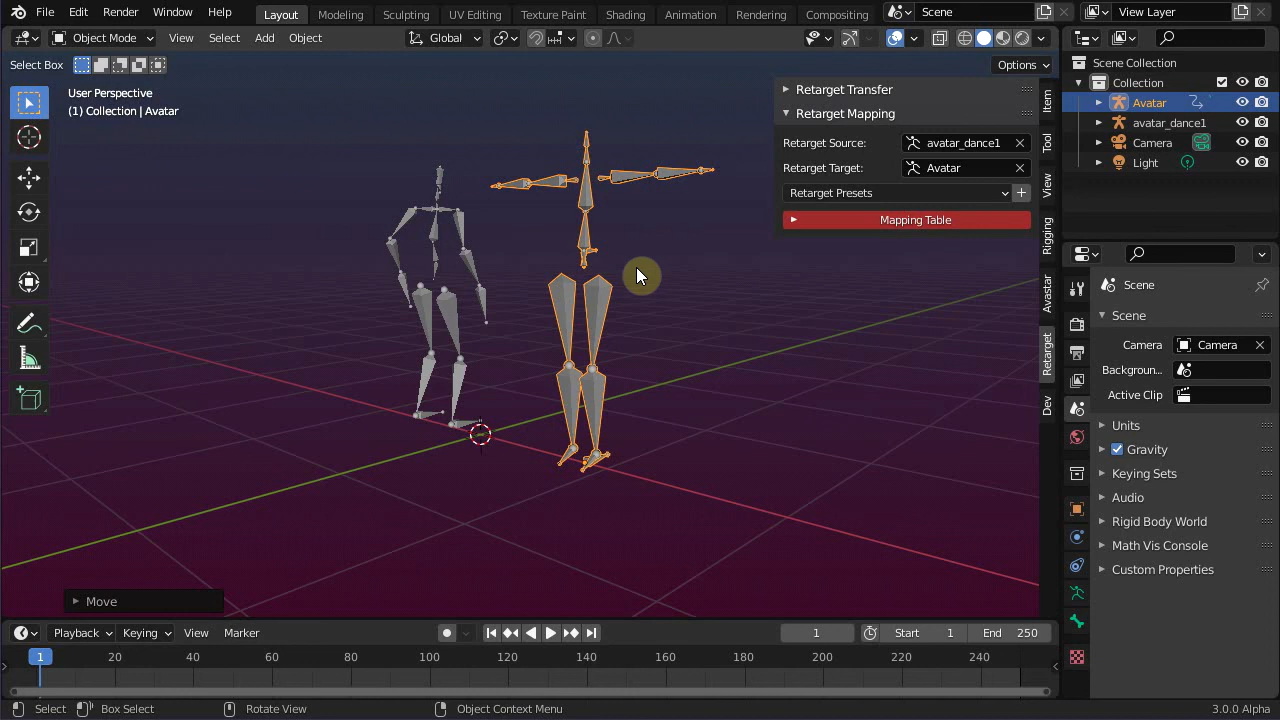 File Edit Render Window Help Layout Modeling Sculpting UV Editing Texture Paint Shading Animation Rendering Compositing Scene View Layer
Object Mode View Select Add Object Global
Select Box Options
User Perspective
(1) Collection | Avatar
Retarget Transfer
Retarget Mapping
Retarget Source: avatar_dance1
Retarget Target: Avatar
Retarget Presets
Mapping Table
Item
Tool
View
Rigging
Avastar
Retarget
Dev
Scene Collection
Collection
Avatar
avatar_dance1
Camera
Light
Scene
Scene
Camera Camera
Backgroun...
Active Clip
Units
Gravity
Keying Sets
Audio
Rigid Body World
Math Vis Console
Custom Properties
Move
Playback Keying View Marker 1 Start 1 End 250
1 20 40 60 80 100 120 140 160 180 200 220 240
Select Box Select Rotate View Object Context Menu 3.0.0 Alpha